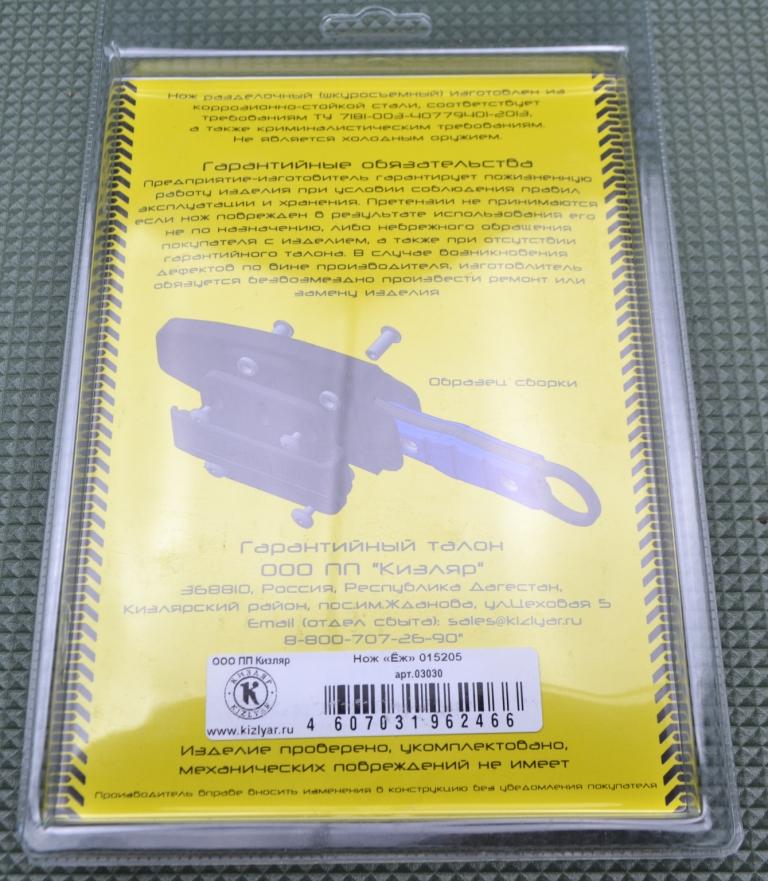 Нож разделочный (шкуросъемный) изготовлен из
коррозионно-стойкой стали, соответствует
требованиям ТУ 7181-003-40779401-2013,
а также криминалистическим требованиям.
Не является холодным оружием.
Гарантийные обязательства
Предприятие-изготовитель гарантирует пожизненную
работу изделия при условии соблюдения правил
эксплуатации и хранения. Претензии не принимаются
если нож поврежден в результате использования его
не по назначению, либо небрежного обращения
покупателя с изделием, а также при отсутствии
гарантийного талона. В случае возникновения
дефектов по вине производителя, изготовлитель
обязуется безвозмездно произвести ремонт или
замену изделия
Образец сборки
Гарантийный талон
ООО ПП "Кизляр"
368810, Россия, Республика Дагестан,
Кизлярский район, пос.им.Жданова, ул.Цеховая 5
Email (отдел сбыта): sales@kizlyar.ru
8-800-707-26-90"
ООО ПП Кизляр
Нож «Ёж» 015205
арт.03030
КИЗЛЯР
К
KIZLYAR
www.kizlyar.ru
4 607031 962466
Изделие проверено, укомплектовано,
механических повреждений не имеет
Производитель вправе вносить изменения в конструкцию без уведомления покупателя